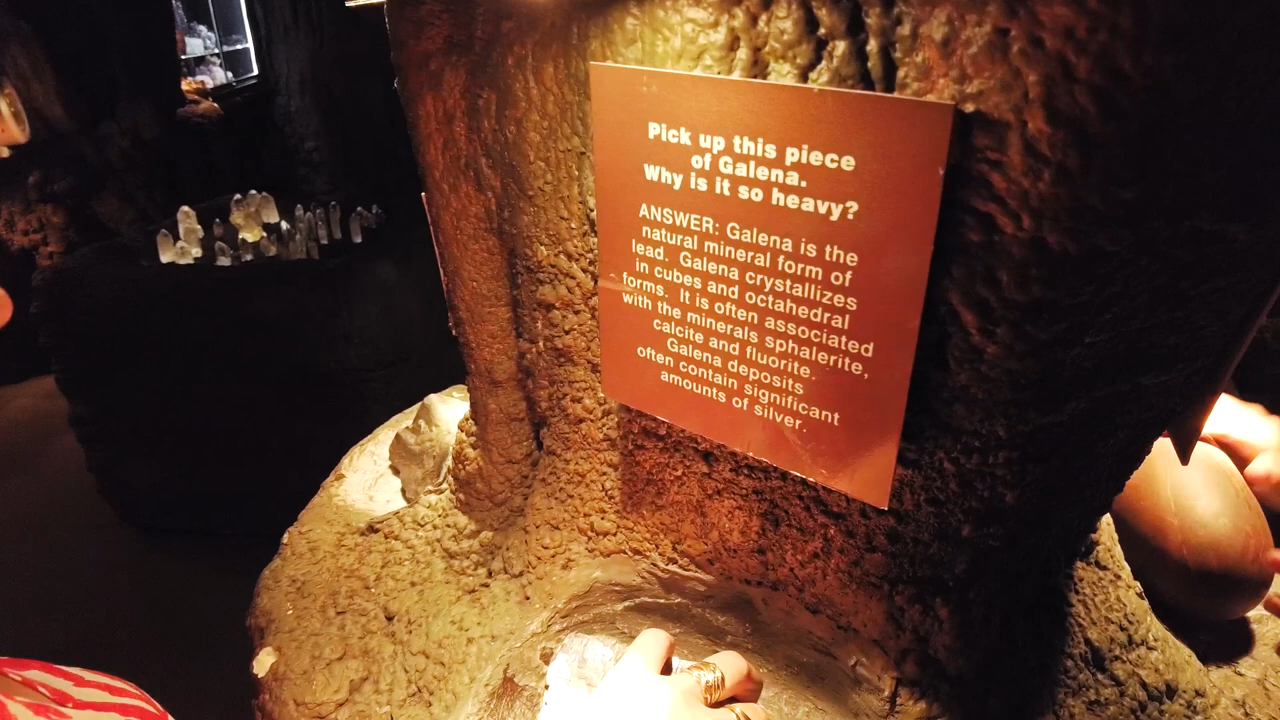 Pick up this piece
of Galena.
Why is it so heavy?
ANSWER: Galena is the
natural mineral form of
lead. Galena crystallizes
in cubes and octahedral
forms. It is often associated
with the minerals sphalerite,
calcite and fluorite.
Galena deposits
often contain significant
amounts of silver.